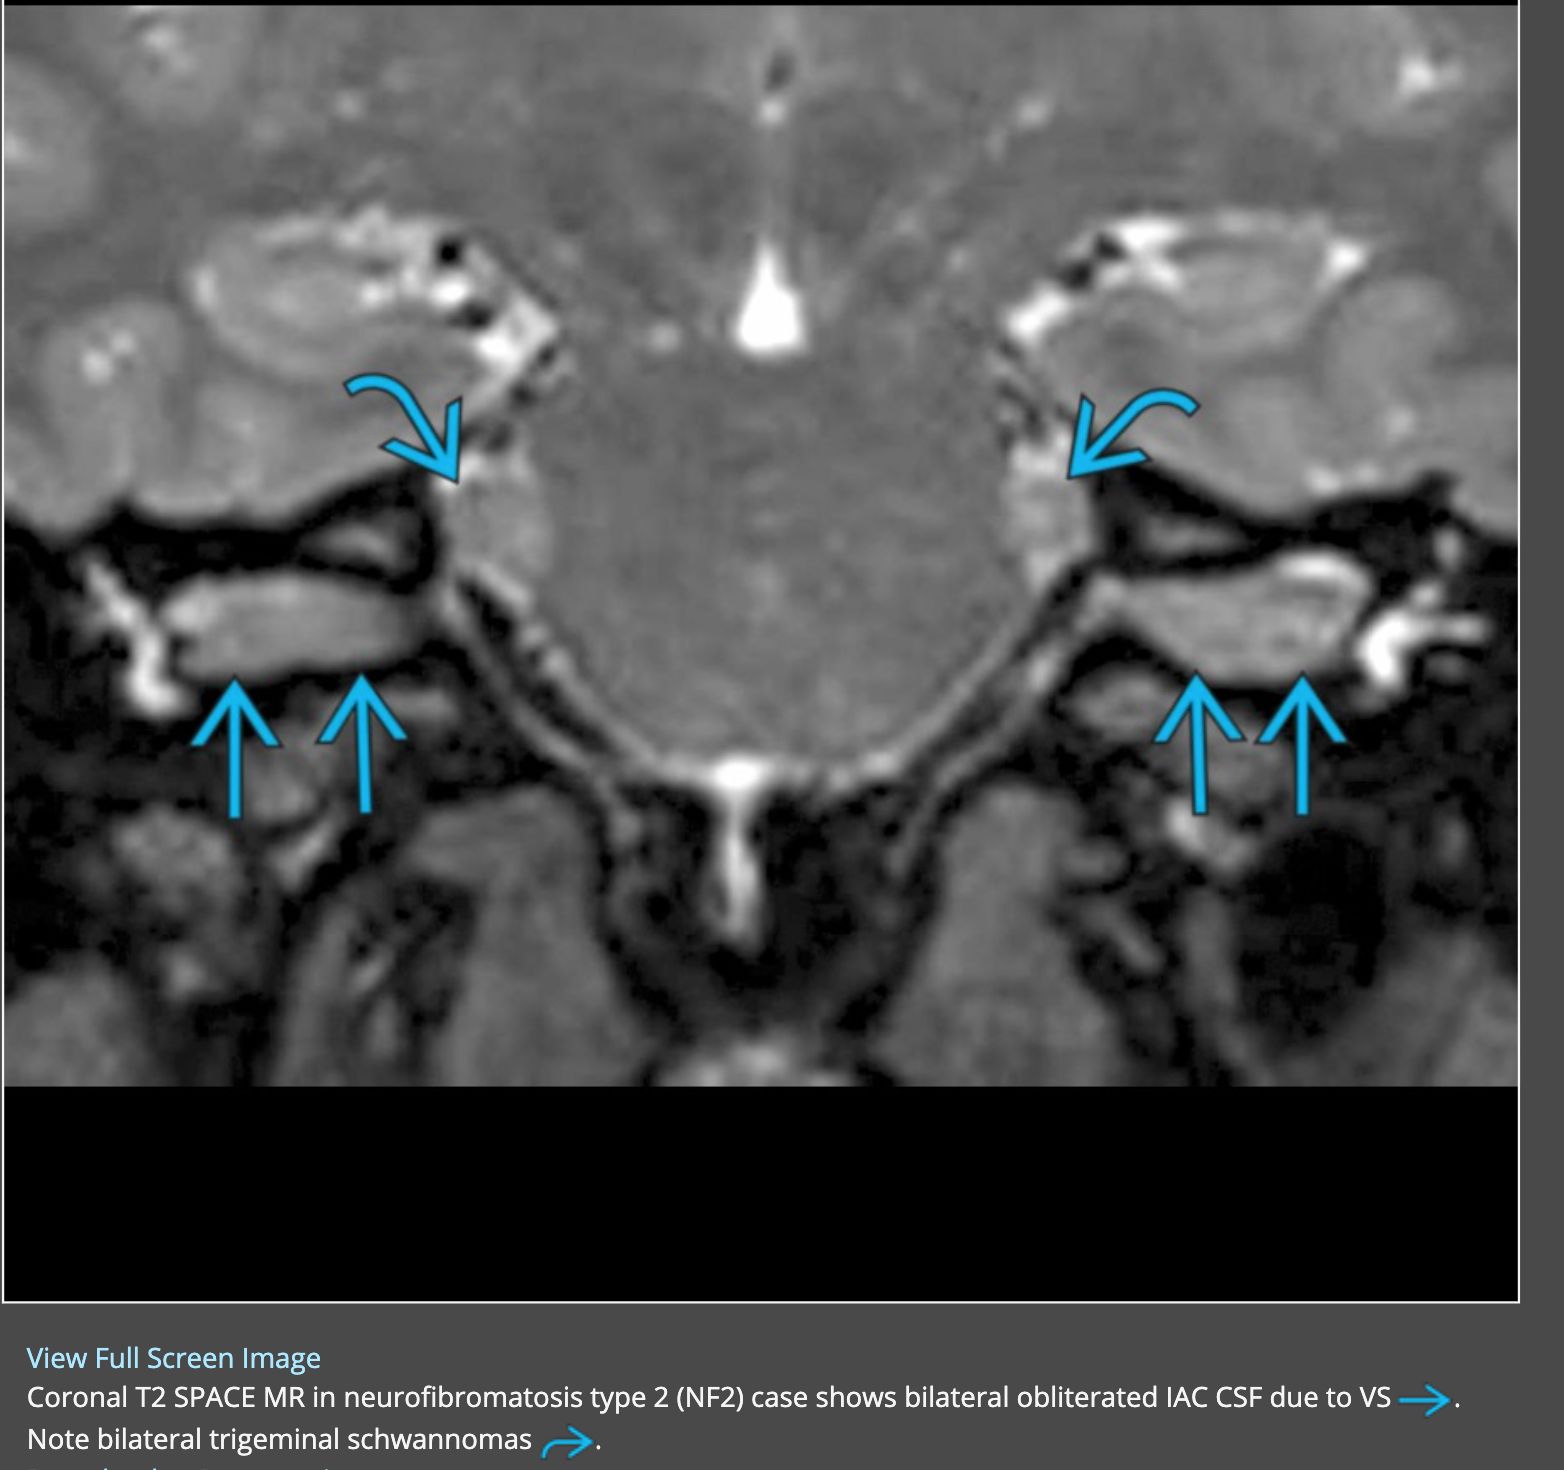 View Full Screen Image
Coronal T2 SPACE MR in neurofibromatosis type 2 (NF2) case shows bilateral obliterated IAC CSF due to VS →.
Note bilateral trigeminal schwannomas ↷.